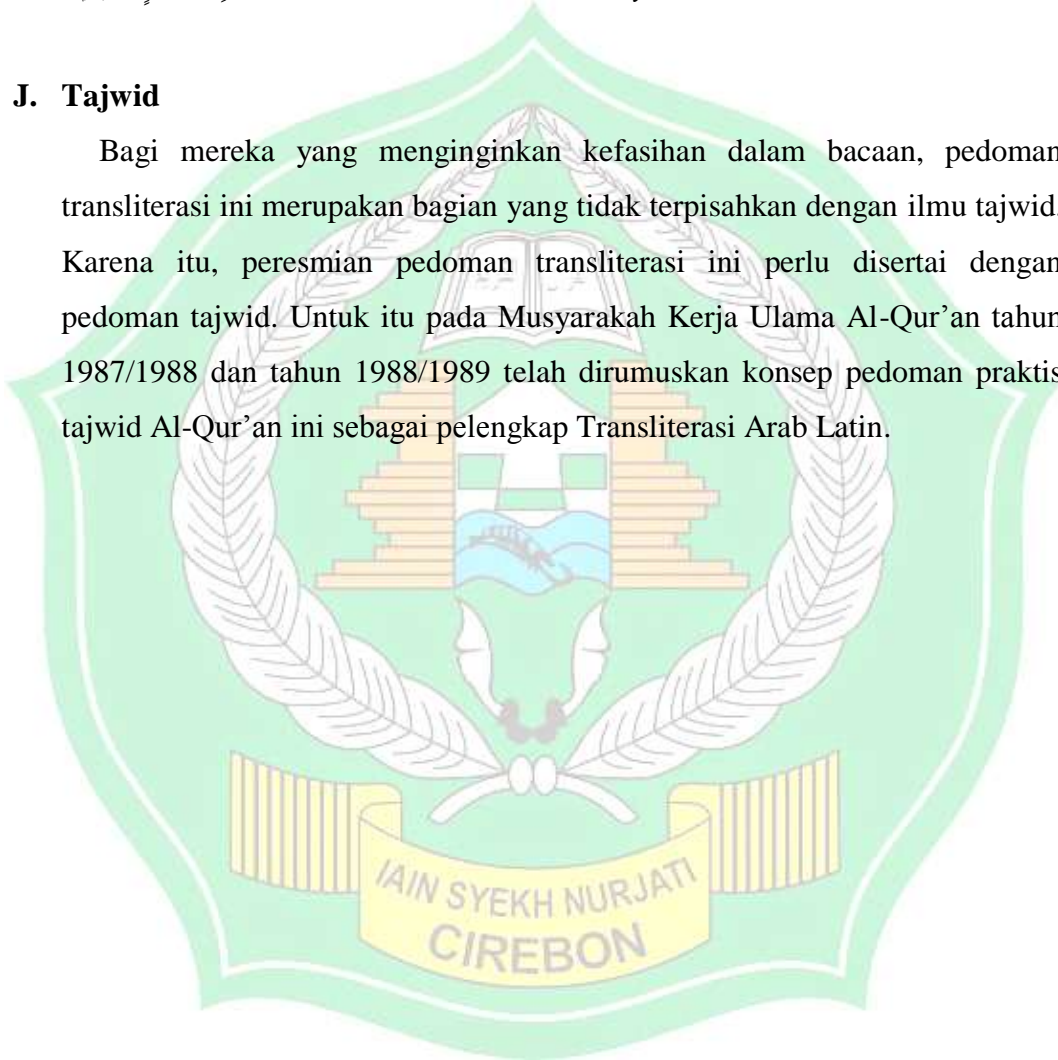 J. Tajwid
Bagi mereka yang menginginkan kefasihan dalam bacaan, pedoman
transliterasi ini merupakan bagian yang tidak terpisahkan dengan ilmu tajwid.
Karena itu, peresmian pedoman transliterasi ini perlu disertai dengan
pedoman tajwid. Untuk itu pada Musyarakah Kerja Ulama Al-Qur’an tahun
1987/1988 dan tahun 1988/1989 telah dirumuskan konsep pedoman praktis
tajwid Al-Qur’an ini sebagai pelengkap Transliterasi Arab Latin.
IAIN SYEKH NURJATI
CIREBON